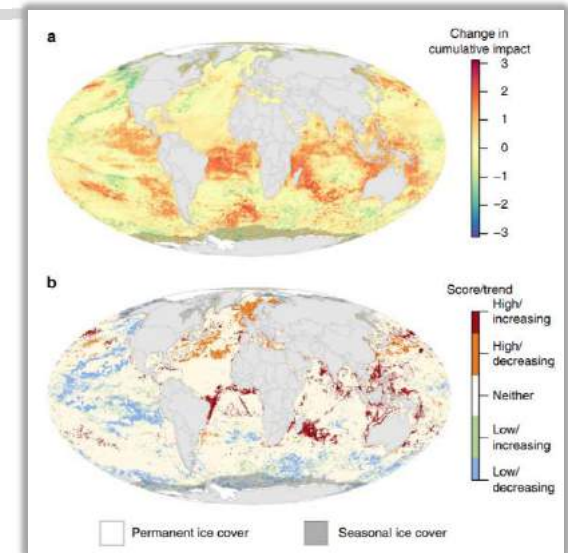 a
Change in
cumulative impact
3
2
1
0
−1
−2
−3
b
Score/trend
High/
increasing
High/
decreasing
Neither
Low/
increasing
Low/
decreasing
Permanent ice cover
Seasonal ice cover